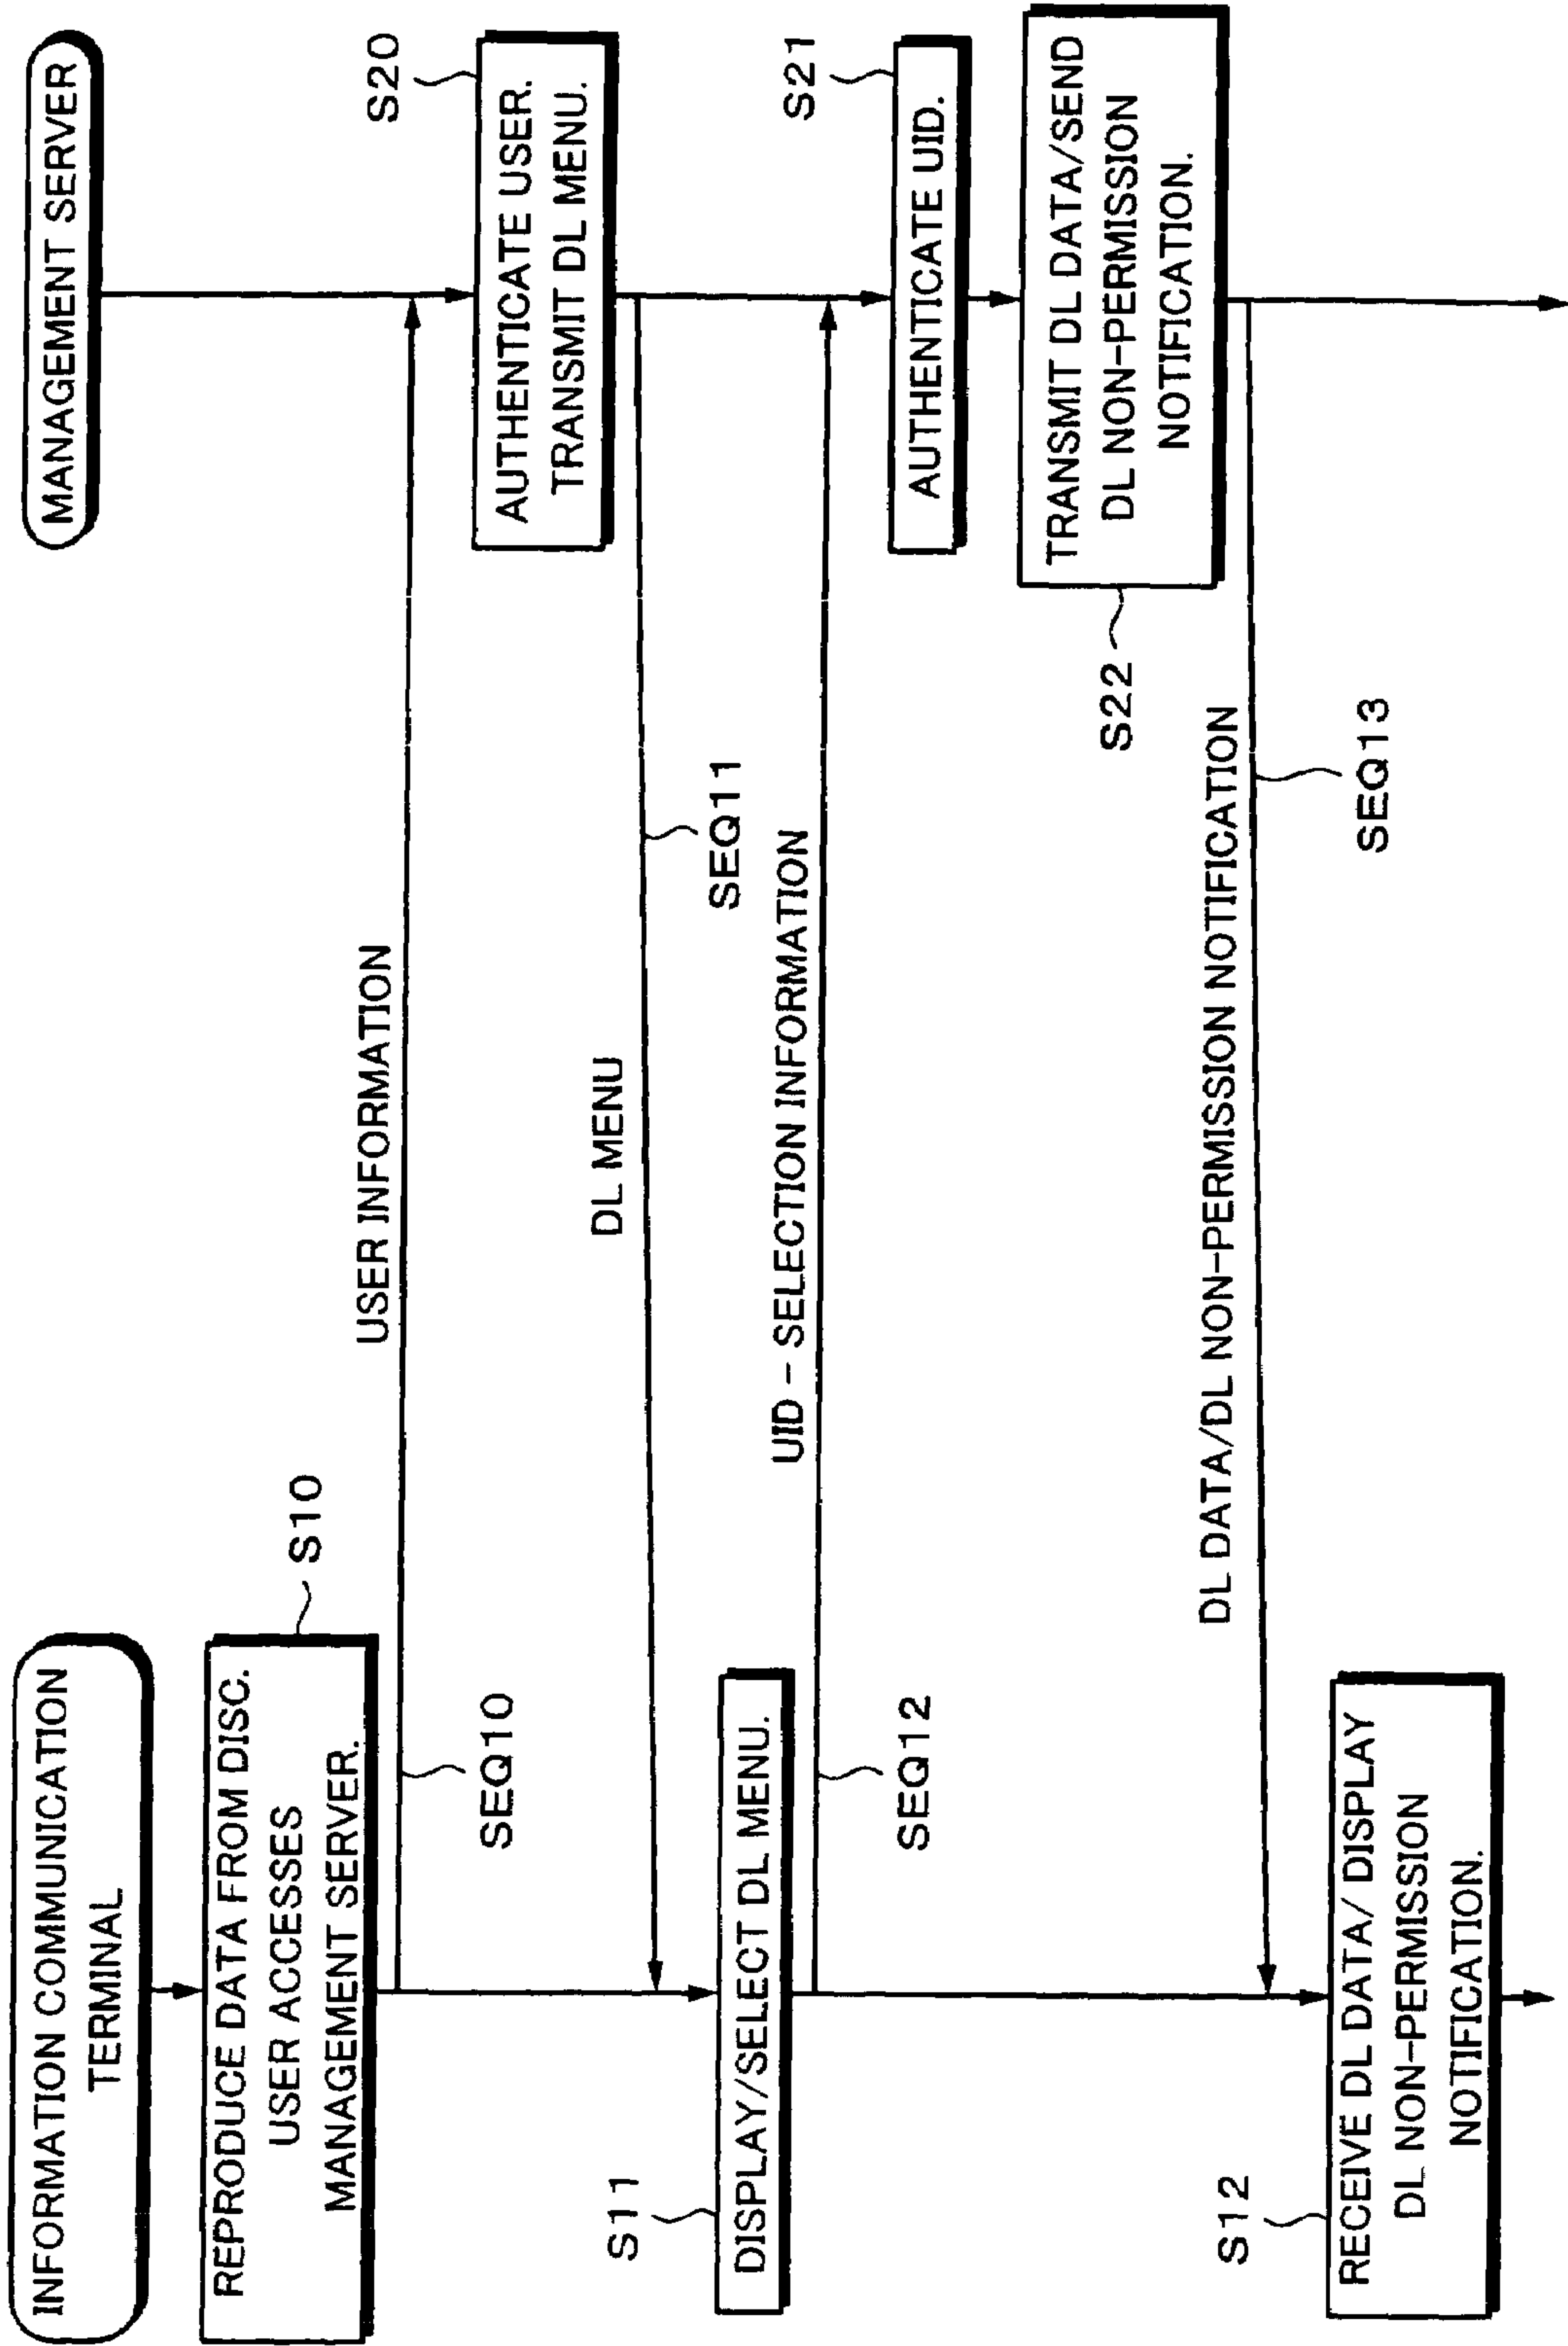 INFORMATION COMMUNICATION
TERMINAL
MANAGEMENT SERVER
REPRODUCE DATA FROM DISC.
USER ACCESSES
MANAGEMENT SERVER.
S10
USER INFORMATION
SEQ10
S20
AUTHENTICATE USER.
TRANSMIT DL MENU.
DL MENU
SEQ11
S11
DISPLAY/SELECT DL MENU.
UID – SELECTION INFORMATION
SEQ12
S21
AUTHENTICATE UID.
TRANSMIT DL DATA/SEND
DL NON-PERMISSION
NOTIFICATION.
S22
DL DATA/DL NON-PERMISSION NOTIFICATION
SEQ13
S12
RECEIVE DL DATA/ DISPLAY
DL NON-PERMISSION
NOTIFICATION.